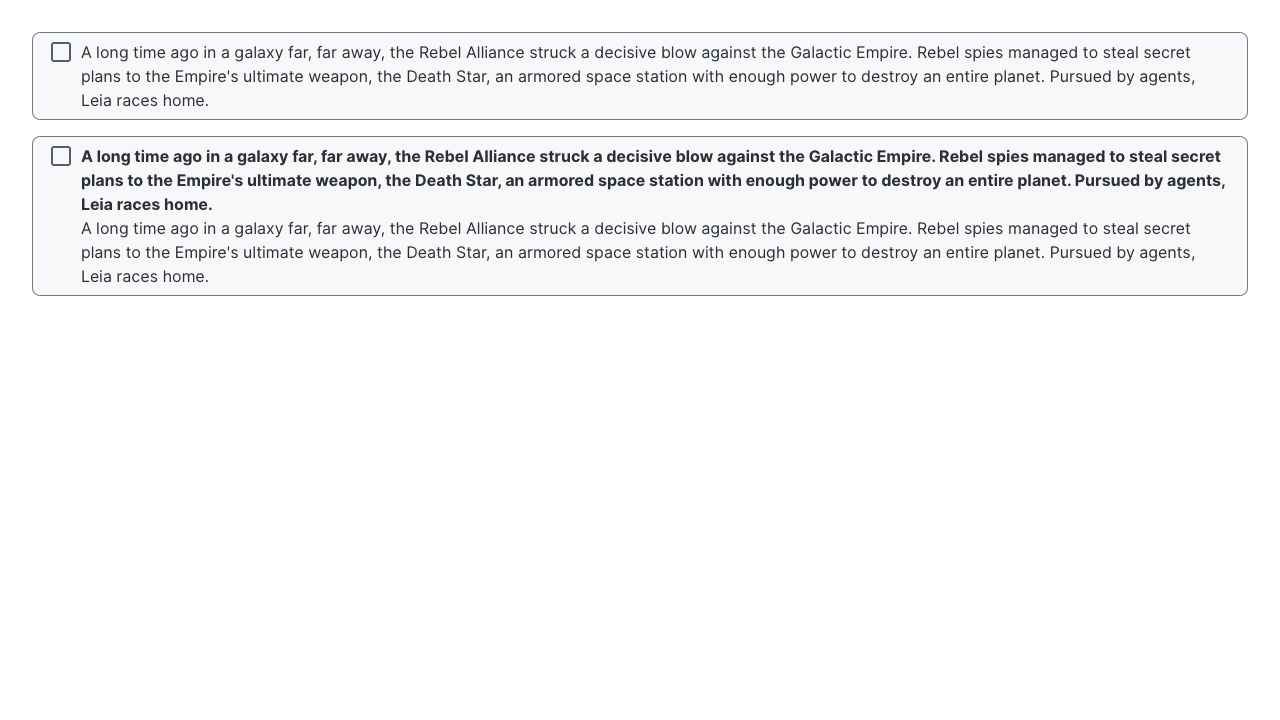 A long time ago in a galaxy far, far away, the Rebel Alliance struck a decisive blow against the Galactic Empire. Rebel spies managed to steal secret
plans to the Empire's ultimate weapon, the Death Star, an armored space station with enough power to destroy an entire planet. Pursued by agents,
Leia races home.
A long time ago in a galaxy far, far away, the Rebel Alliance struck a decisive blow against the Galactic Empire. Rebel spies managed to steal secret
plans to the Empire's ultimate weapon, the Death Star, an armored space station with enough power to destroy an entire planet. Pursued by agents,
Leia races home.
A long time ago in a galaxy far, far away, the Rebel Alliance struck a decisive blow against the Galactic Empire. Rebel spies managed to steal secret
plans to the Empire's ultimate weapon, the Death Star, an armored space station with enough power to destroy an entire planet. Pursued by agents,
Leia races home.